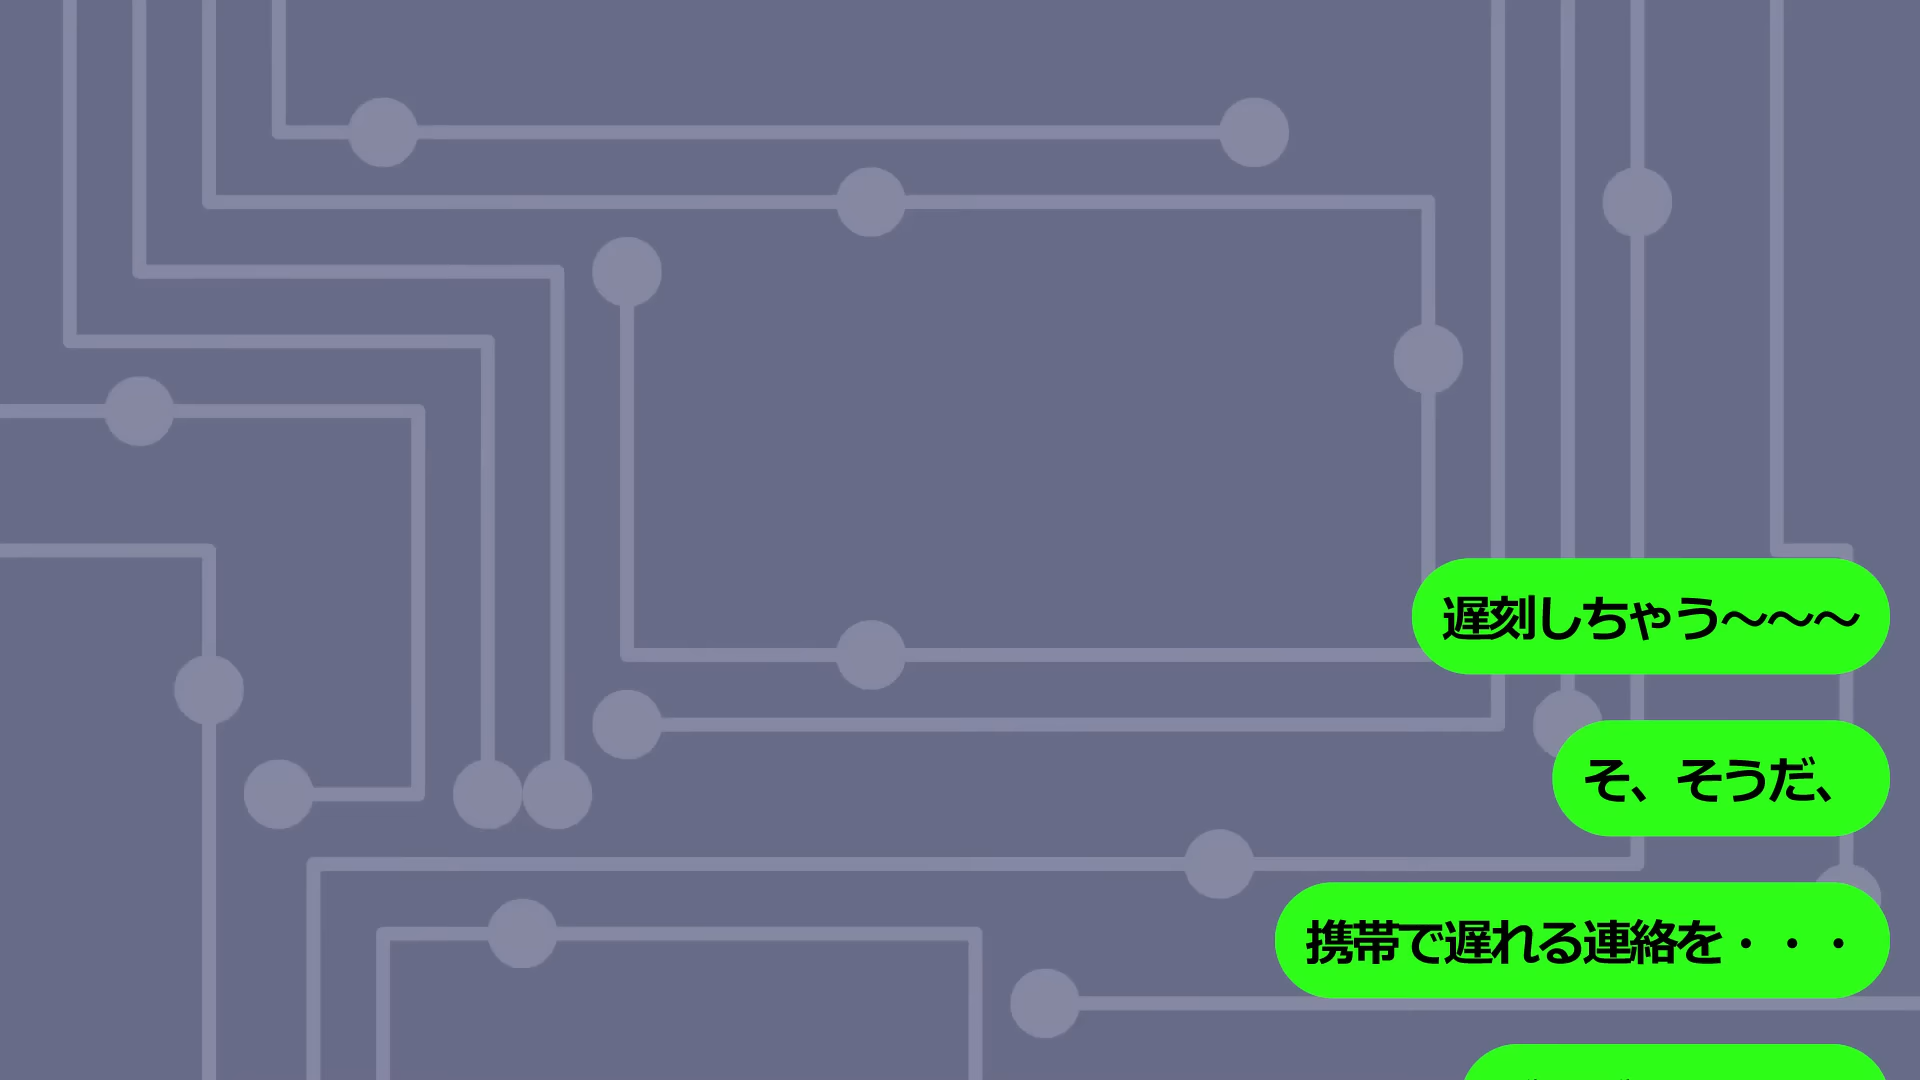 遅刻しちゃう～～～
そ、そうだ、
携帯で遅れる連絡を・・・